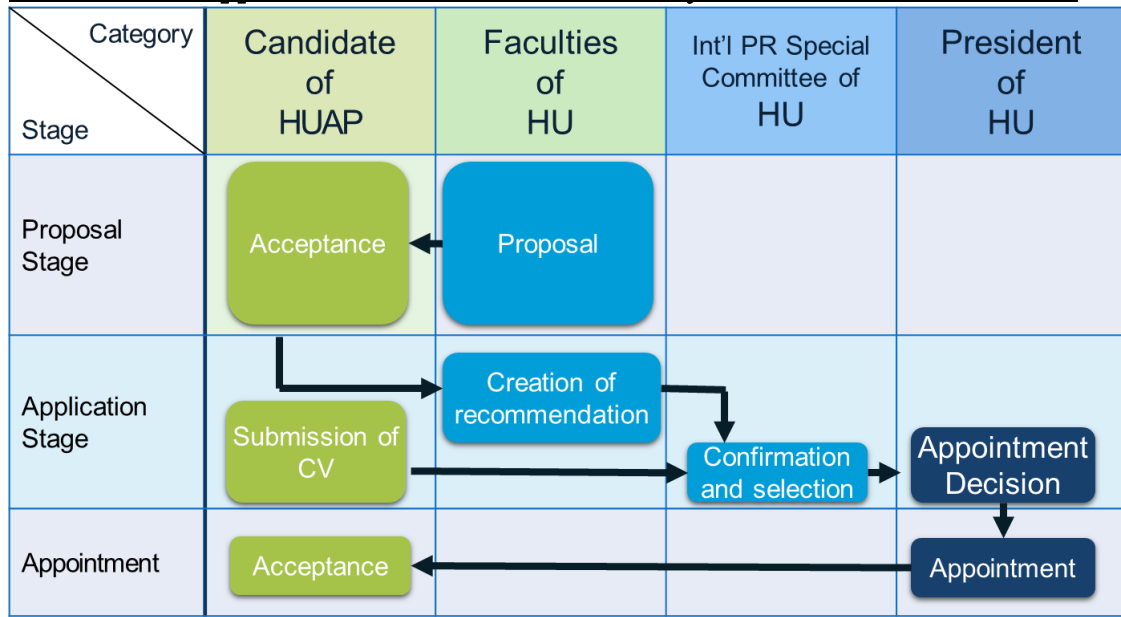 Category
Stage
Candidate
of
HUAP
Faculties
of
HU
Int'l PR Special
Committee of
HU
President
of
HU
Proposal
Stage
Acceptance
Proposal
Application
Stage
Creation of
recommendation
Submission of
CV
Confirmation
and selection
Appointment
Decision
Appointment
Acceptance
Appointment